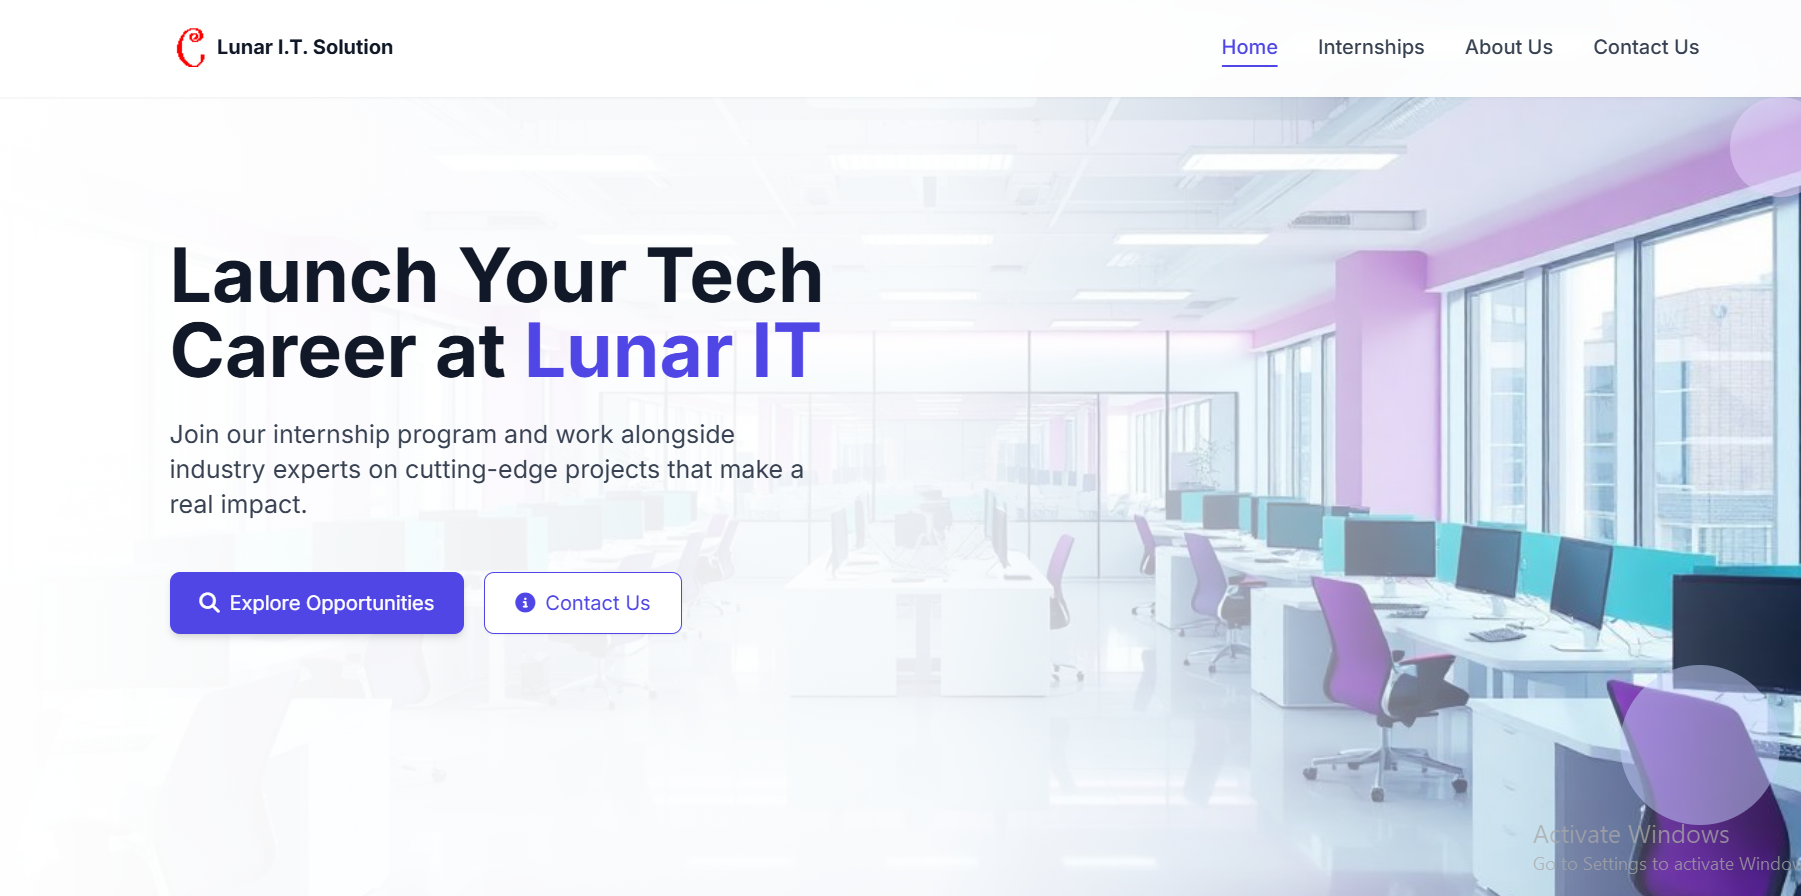 Lunar I.T. Solution
Home Internships About Us Contact Us
Launch Your Tech
Career at Lunar IT
Join our internship program and work alongside
industry experts on cutting-edge projects that make a
real impact.
Explore Opportunities Contact Us
Activate Windows
Go to Settings to activate Window